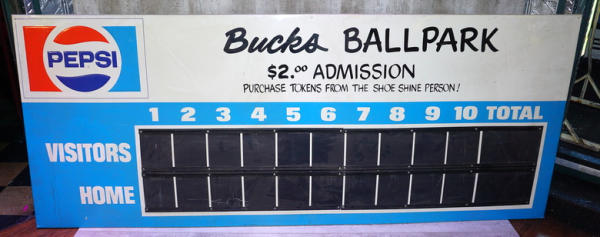 PEPSI
Bucks BALLPARK
$2.00 ADMISSION
PURCHASE TOKENS FROM THE SHOE SHINE PERSON!
1 2 3 4 5 6 7 8 9 10 TOTAL
VISITORS
HOME